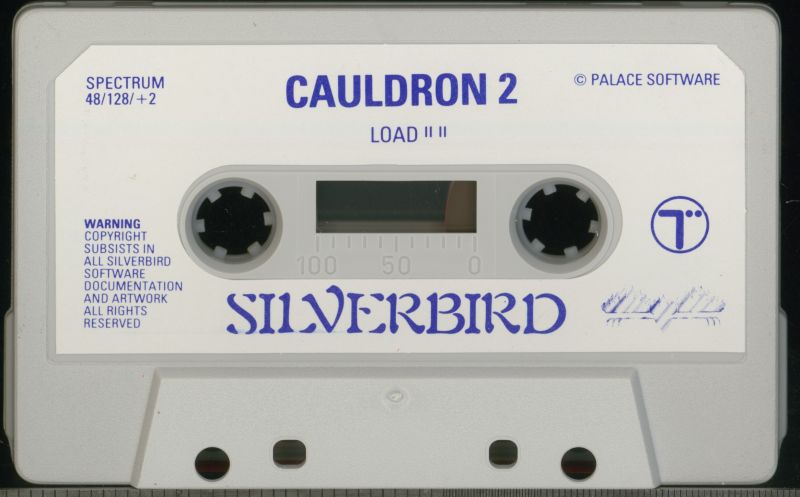 SPECTRUM
48/128/+2
CAULDRON 2
© PALACE SOFTWARE
LOAD " "
WARNING
COPYRIGHT
SUBSISTS IN
ALL SILVERBIRD
SOFTWARE
DOCUMENTATION
AND ARTWORK
ALL RIGHTS
RESERVED
100 50 0
T
SILVERBIRD